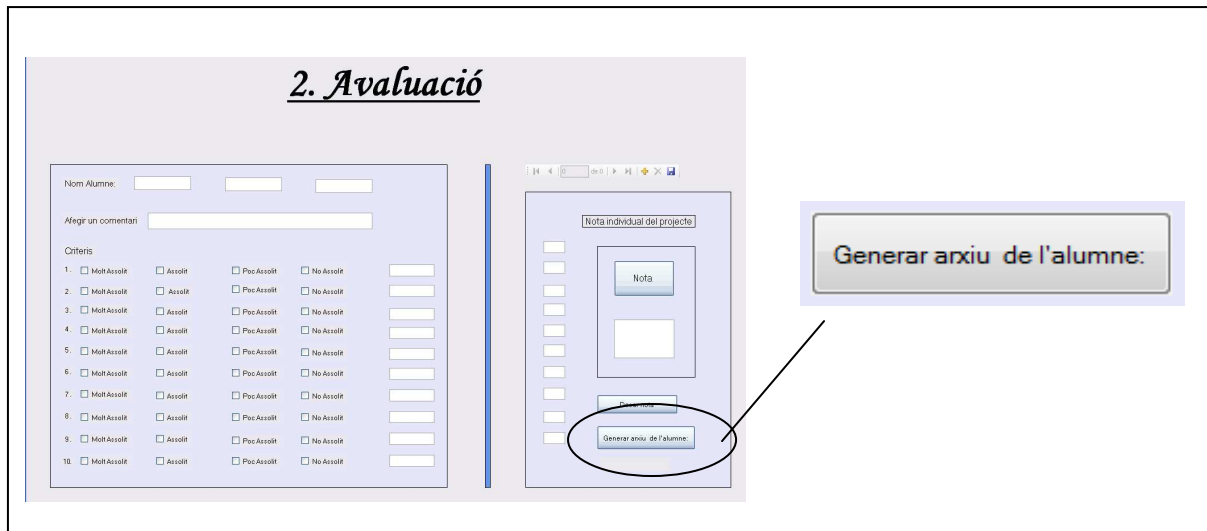 2. Avaluació
Nom Alumne:
Afegir un comentari
Criteris
1. Molt Assolit Assolit Poc Assolit No Assolit
2. Molt Assolit Assolit Poc Assolit No Assolit
3. Molt Assolit Assolit Poc Assolit No Assolit
4. Molt Assolit Assolit Poc Assolit No Assolit
5. Molt Assolit Assolit Poc Assolit No Assolit
6. Molt Assolit Assolit Poc Assolit No Assolit
7. Molt Assolit Assolit Poc Assolit No Assolit
8. Molt Assolit Assolit Poc Assolit No Assolit
9. Molt Assolit Assolit Poc Assolit No Assolit
10. Molt Assolit Assolit Poc Assolit No Assolit
0 de 0
Nota individual del projecte
Nota
nota
Generar arxiu de l'alumne:
Generar arxiu de l'alumne: